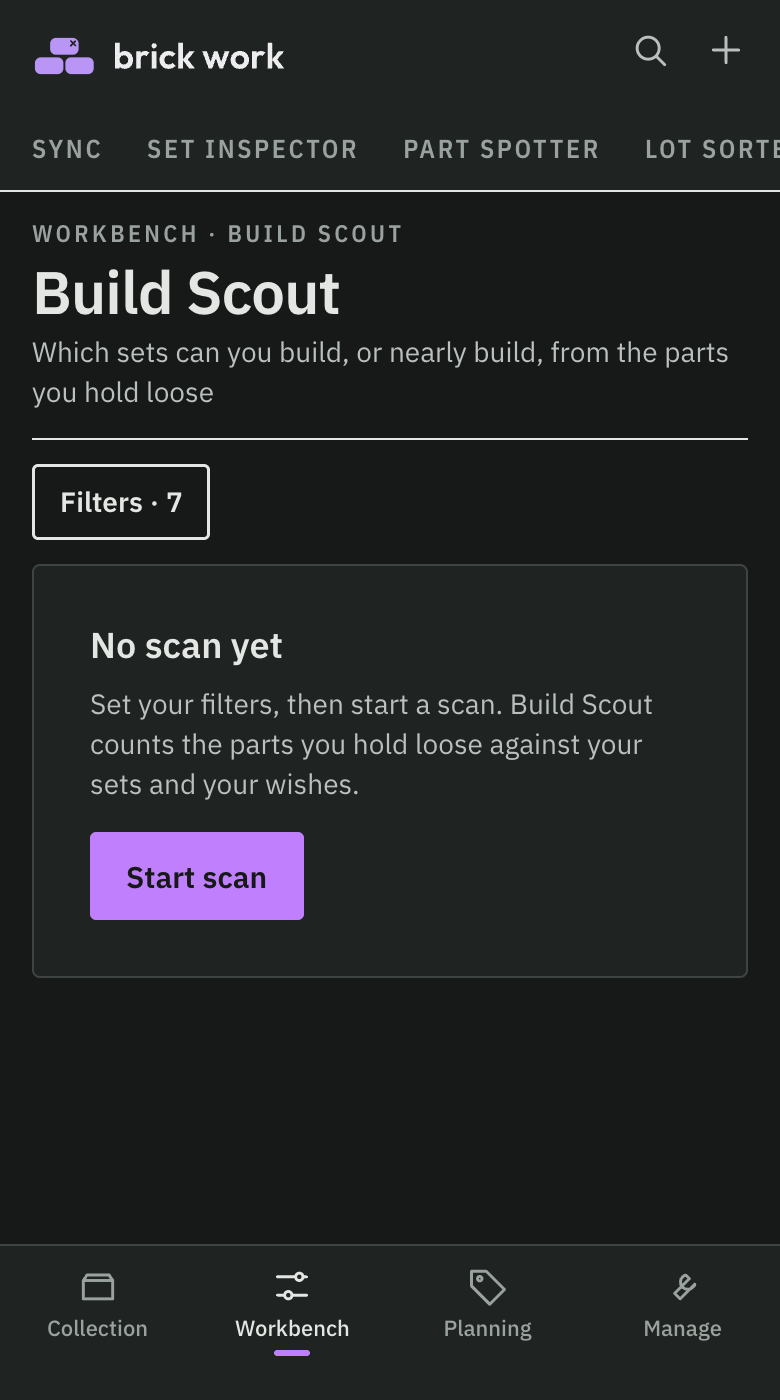 brick work
SYNC SET INSPECTOR PART SPOTTER LOT SORTE
WORKBENCH · BUILD SCOUT
Build Scout
Which sets can you build, or nearly build, from the parts
you hold loose
Filters · 7
No scan yet
Set your filters, then start a scan. Build Scout
counts the parts you hold loose against your
sets and your wishes.
Start scan
Collection Workbench Planning Manage